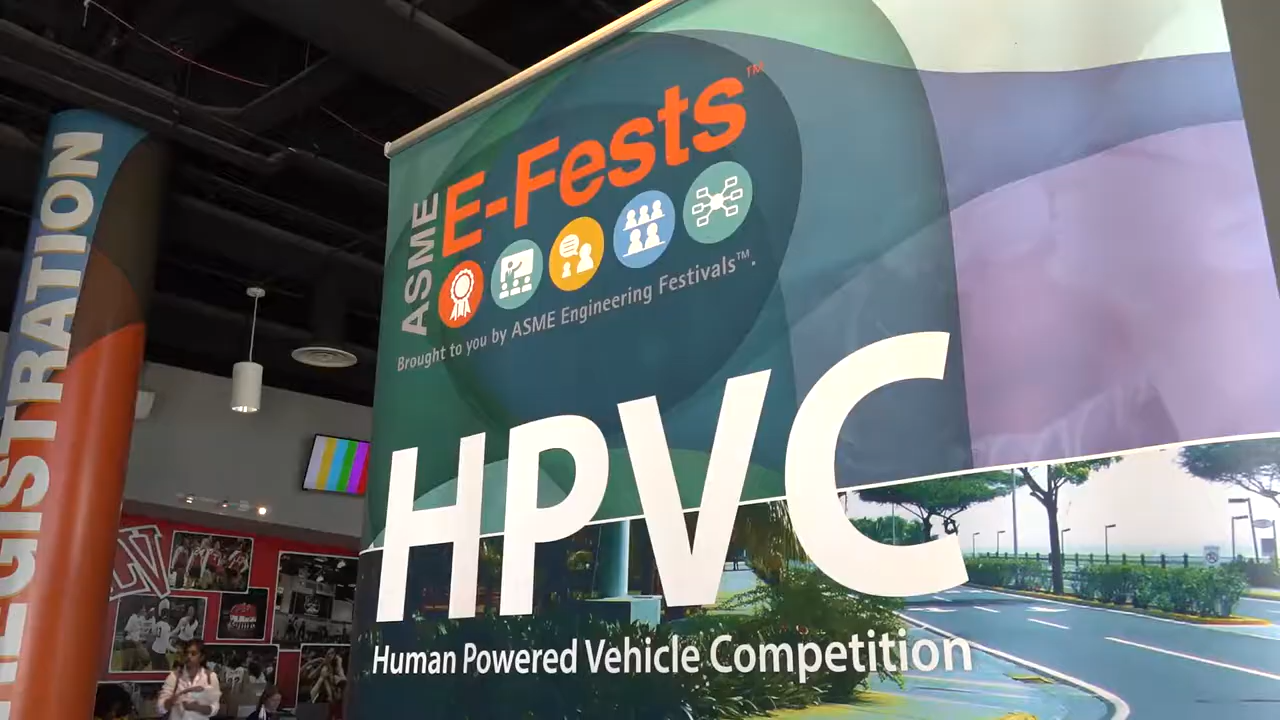 REGISTRATION
ASME
E-Fests™
Brought to you by ASME Engineering Festivals™.
HPVC
Human Powered Vehicle Competition